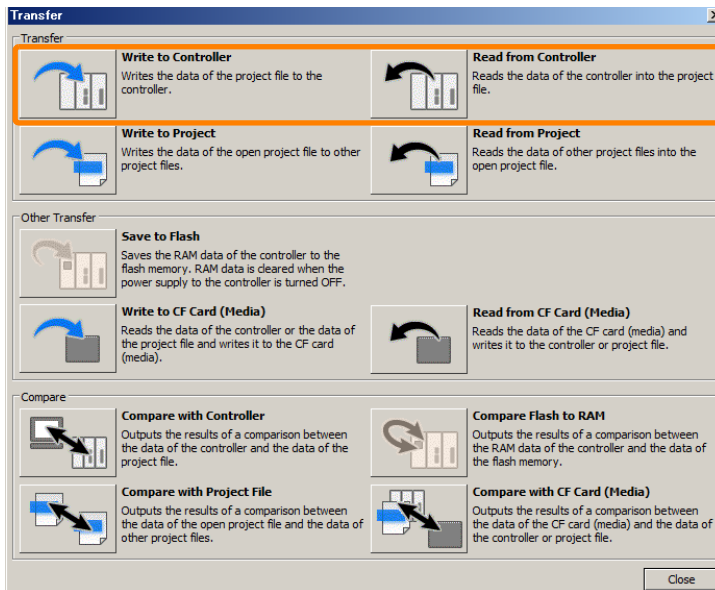 Transfer
Transfer
Write to Controller
Writes the data of the project file to the
controller.
Read from Controller
Reads the data of the controller into the project
file.
Write to Project
Writes the data of the open project file to other
project files.
Read from Project
Reads the data of other project files into the
open project file.
Other Transfer
Save to Flash
Saves the RAM data of the controller to the
flash memory. RAM data is cleared when the
power supply to the controller is turned OFF.
Write to CF Card (Media)
Reads the data of the controller or the data of
the project file and writes it to the CF card
(media).
Read from CF Card (Media)
Reads the data of the CF card (media) and
writes it to the controller or project file.
Compare
Compare with Controller
Outputs the results of a comparison between
the data of the controller and the data of the
project file.
Compare Flash to RAM
Outputs the results of a comparison between
the RAM data of the controller and the data of
the flash memory.
Compare with Project File
Outputs the results of a comparison between
the data of the open project file and the data of
other project files.
Compare with CF Card (Media)
Outputs the results of a comparison between
the data of the CF card (media) and the data of
the controller or project file.
Close